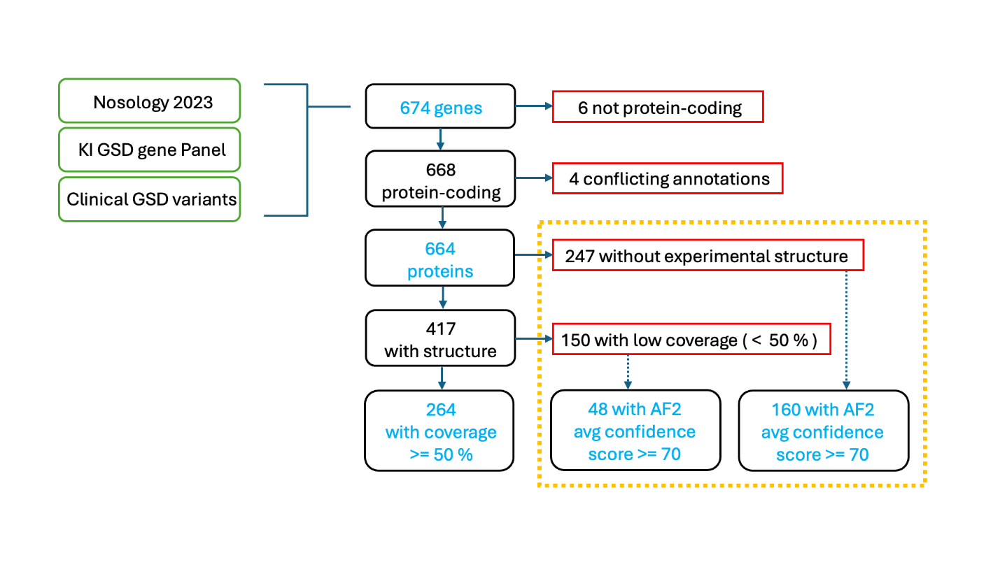 Nosology 2023
KI GSD gene Panel
Clinical GSD variants
674 genes
6 not protein-coding
668
protein-coding
4 conflicting annotations
664
proteins
247 without experimental structure
417
with structure
150 with low coverage ( < 50 % )
264
with coverage
>= 50 %
48 with AF2
avg confidence
score >= 70
160 with AF2
avg confidence
score >= 70